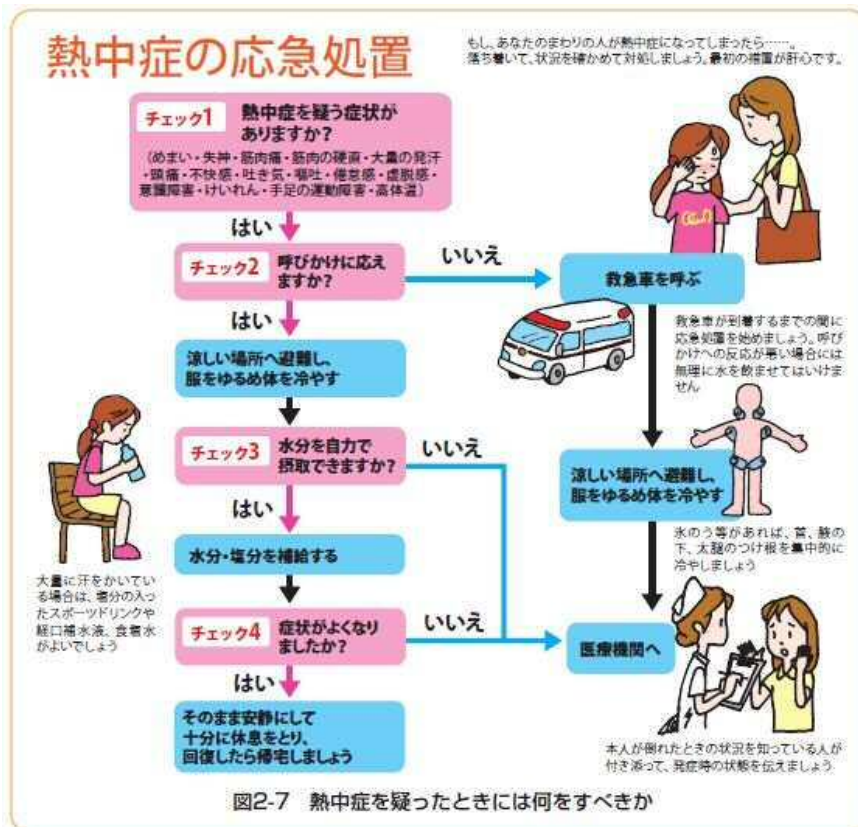 熱中症の応急処置
もし、あなたのまわりの人が熱中症になってしまったら……。
落ち着いて、状況を確かめて対処しましょう。最初の措置が肝心です。
チェック1
熱中症を疑う症状が
ありますか？
（めまい・失神・筋肉痛・筋肉の硬直・大量の発汗
・頭痛・不快感・吐き気・嘔吐・倦怠感・虚脱感・
意識障害・けいれん・手足の運動障害・高体温）
はい
チェック2
呼びかけに応え
ますか？
いいえ
救急車を呼ぶ
はい
救急車が到着するまでの間に
応急処置を始めましょう。呼び
かけへの反応が悪い場合には
無理に水を飲ませてはいけま
せん
涼しい場所へ避難し、
服をゆるめ体を冷やす
チェック3
水分を自力で
摂取できますか？
いいえ
涼しい場所へ避難し、
服をゆるめ体を冷やす
はい
氷のう等があれば、首、腋の
下、太腿のつけ根を集中的に
冷やしましょう
水分・塩分を補給する
大量に汗をかいてい
る場合は、塩分の入っ
たスポーツドリンクや
経口補水液、食塩水
がよいでしょう
チェック4
症状がよくなり
ましたか？
いいえ
医療機関へ
はい
そのまま安静にして
十分に休息をとり、
回復したら帰宅しましょう
本人が倒れたときの状況を知っている人が
付き添って、発症時の状態を伝えましょう
図2-7 熱中症を疑ったときには何をすべきか